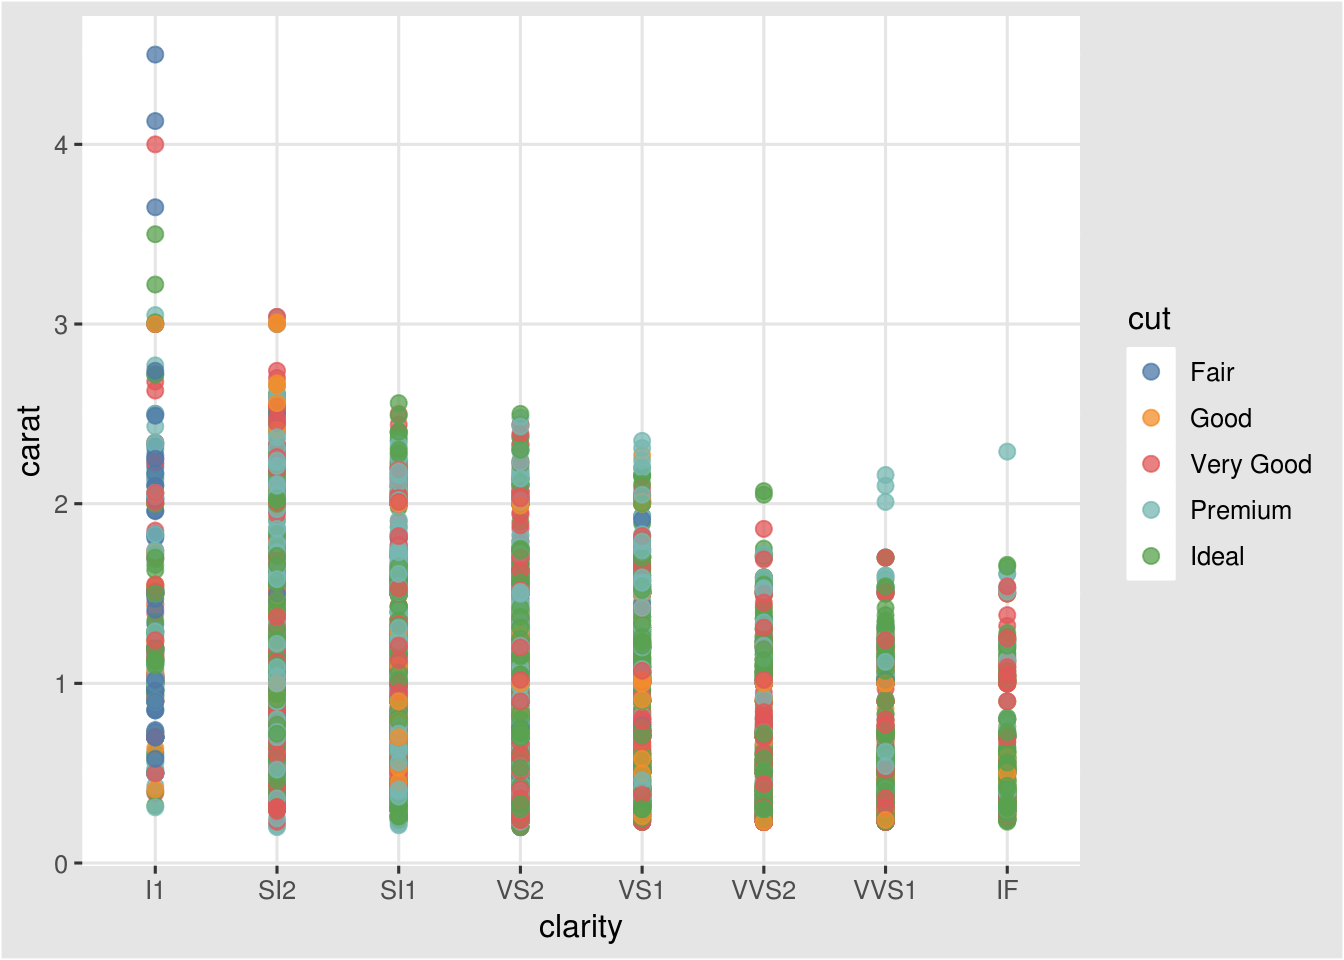 4
3
2
1
0
carat
I1 SI2 SI1 VS2 VS1 VVS2 VVS1 IF
clarity
cut
Fair
Good
Very Good
Premium
Ideal